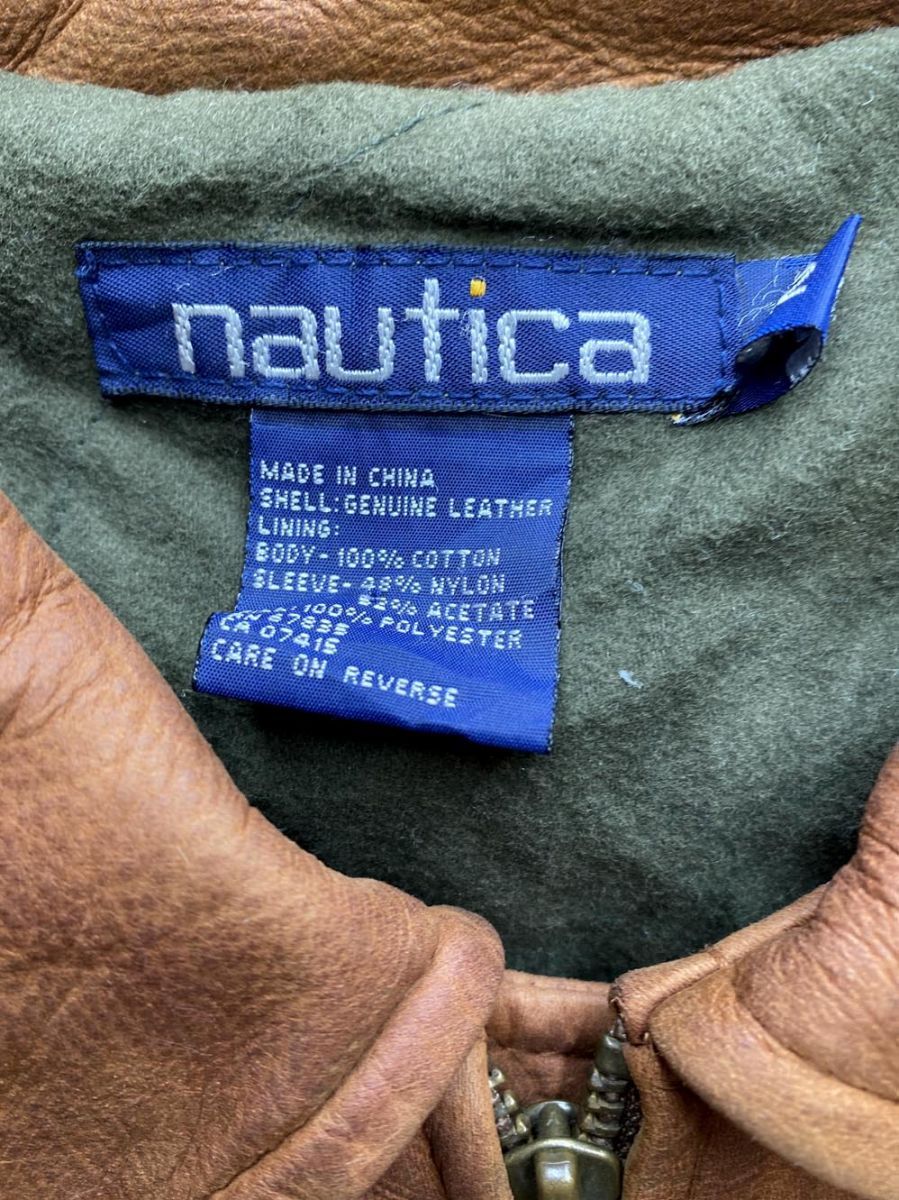 nautica
MADE IN CHINA
SHELL: GENUINE LEATHER
LINING:
BODY- 100% COTTON
SLEEVE- 48% NYLON
52% ACETATE
100% POLYESTER
CA 07415
CARE ON REVERSE